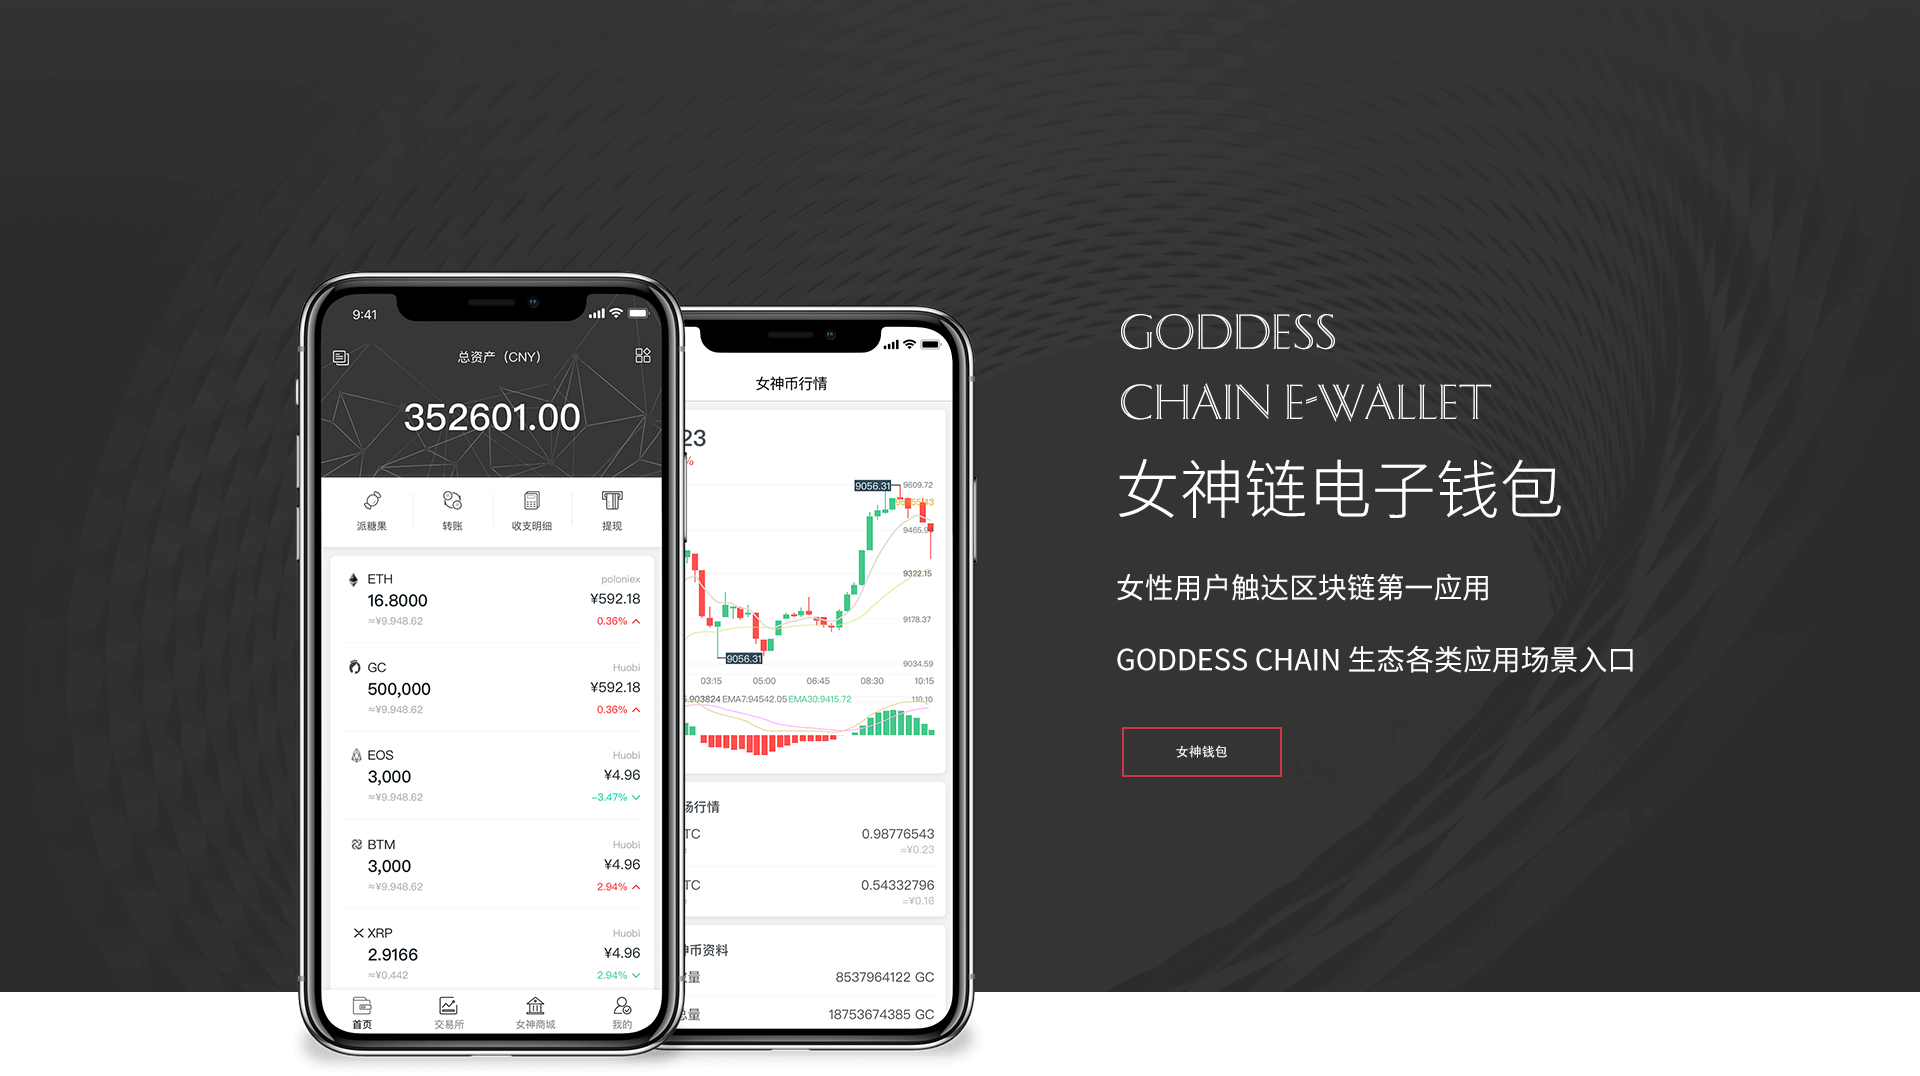 9:41
总资产（CNY）
352601.00
派糖果
转账
收支明细
提现
ETH
poloniex
16.8000
¥592.18
≈¥9.948.62
0.36%
GC
Huobi
500,000
¥592.18
≈¥9.948.62
0.36%
EOS
Huobi
3,000
¥4.96
≈¥9.948.62
-3.47%
BTM
Huobi
3,000
¥4.96
≈¥9.948.62
2.94%
XRP
Huobi
2.9166
¥4.96
≈¥0.442
2.94%
首页
交易所
女神商城
我的
女神币行情
23
%
9056.31
9609.72
9322.15
9178.37
9056.31
9034.59
03:15 05:00 06:45 08:30 10:15
.903824 EMA7:94542.05 EMA30:9415.72
110.10
场行情
TC
0.98776543
≈¥0.23
TC
0.54332796
≈¥0.16
币资料
量
8537964122 GC
总量
18753674385 GC
GODDESS
CHAIN E-WALLET
女神链电子钱包
女性用户触达区块链第一应用
GODDESS CHAIN 生态各类应用场景入口
女神钱包